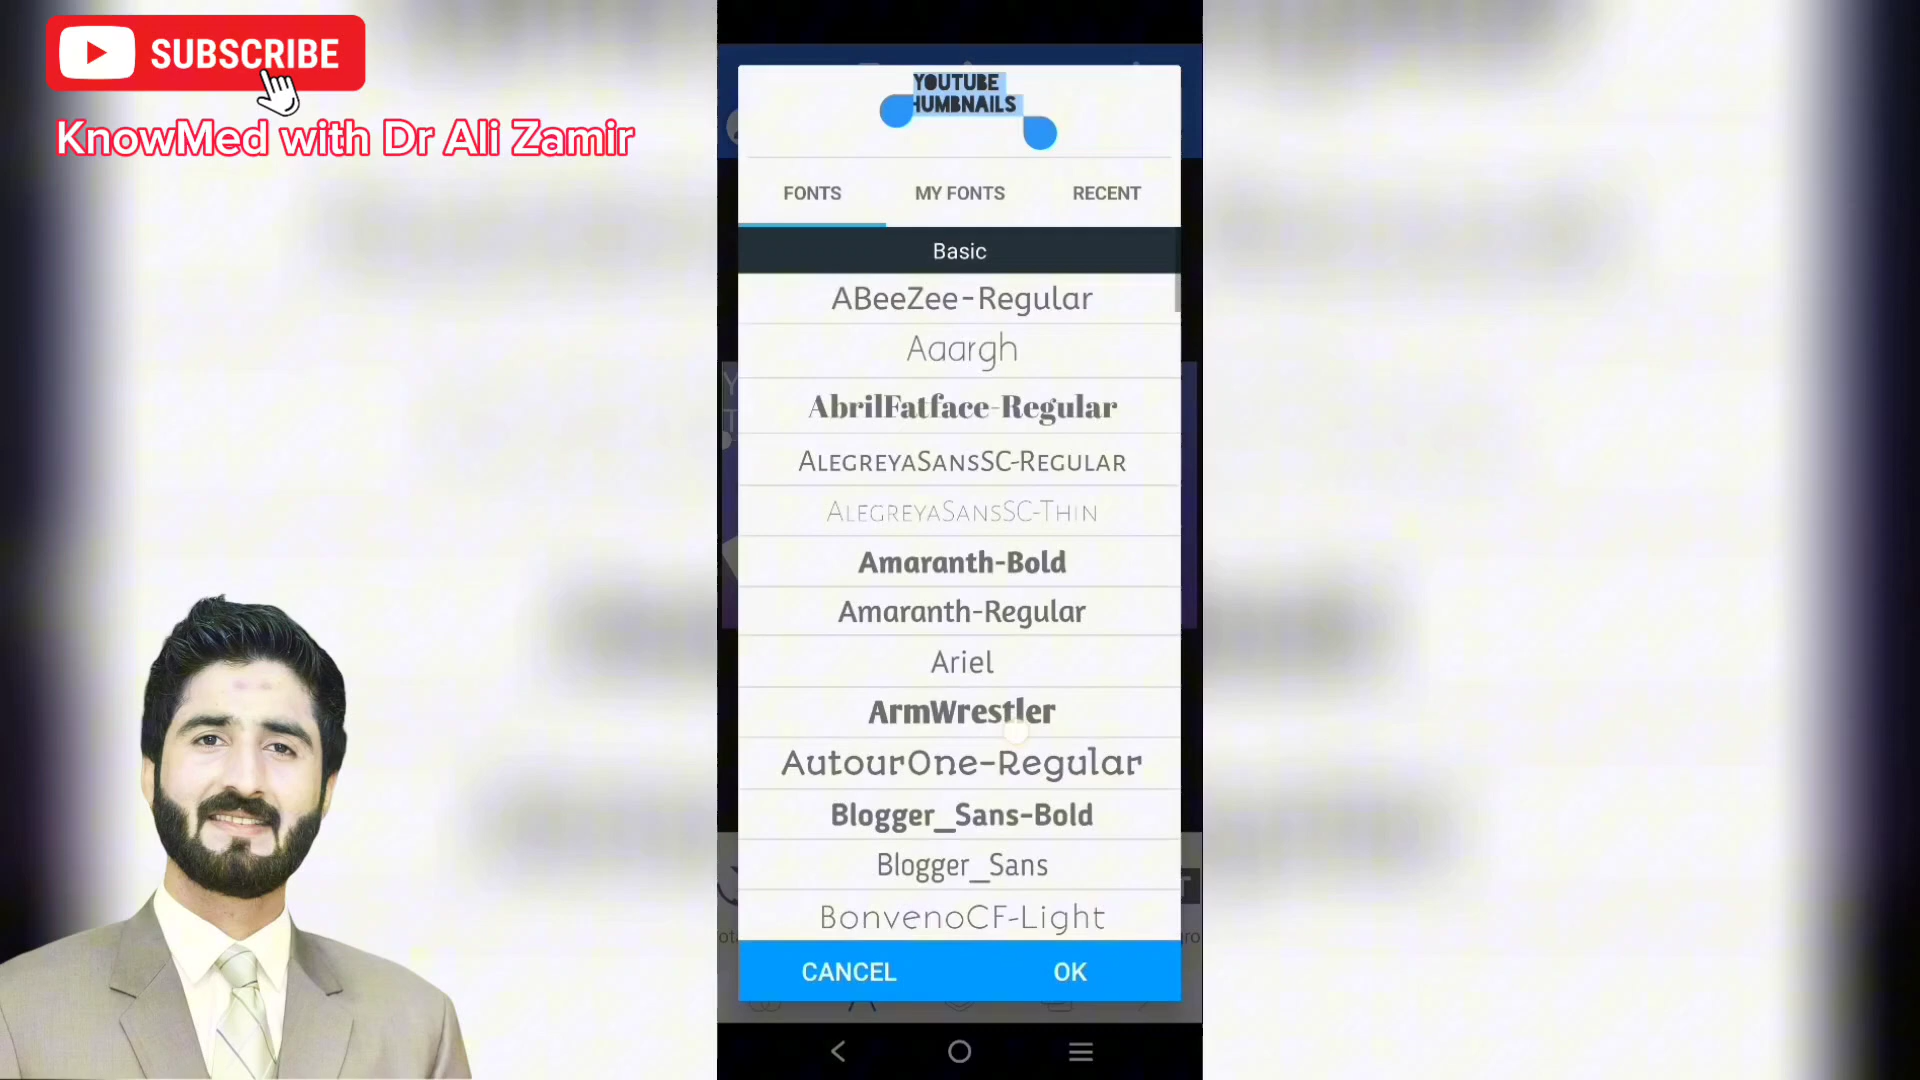 SUBSCRIBE
KnowMed with Dr Ali Zamir
YOUTUBE
HUMBNAILS
FONTS MY FONTS RECENT
Basic
ABeeZee-Regular
Aaargh
AbrilFatface-Regular
AlegreyaSansSC-Regular
AlegreyaSansSC-Thin
Amaranth-Bold
Amaranth-Regular
Ariel
ArmWrestler
AutourOne-Regular
Blogger_Sans-Bold
Blogger_Sans
BonvenoCF-Light
CANCEL OK